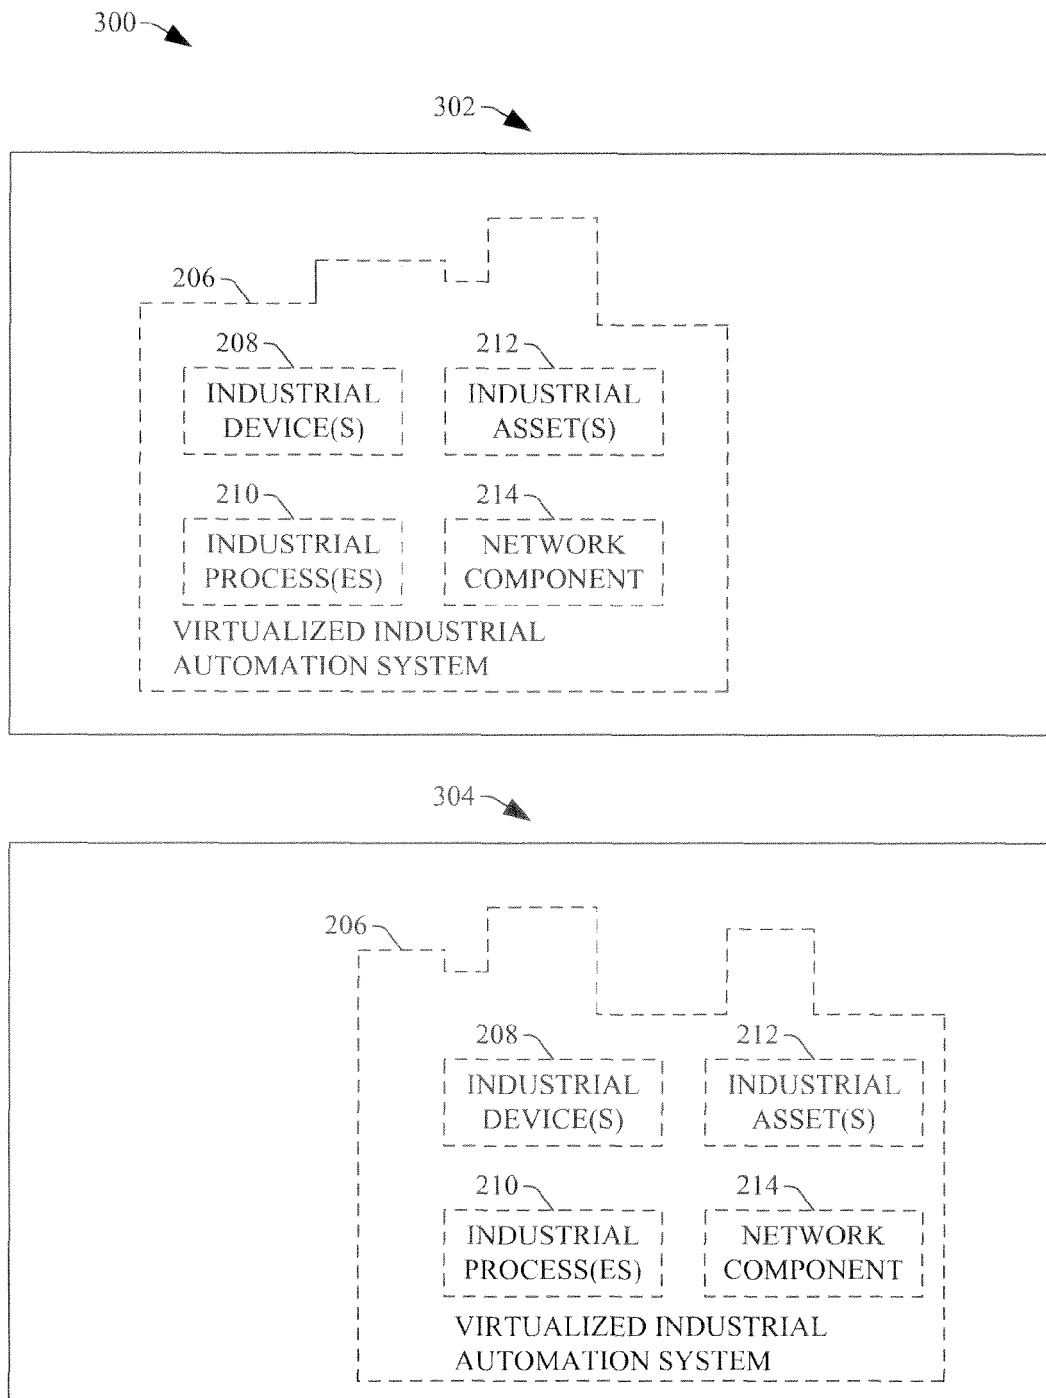 300
302
206
208
212
INDUSTRIAL
DEVICE(S)
INDUSTRIAL
ASSET(S)
210
214
INDUSTRIAL
PROCESS(ES)
NETWORK
COMPONENT
VIRTUALIZED INDUSTRIAL
AUTOMATION SYSTEM
304
206
208
212
INDUSTRIAL
DEVICE(S)
INDUSTRIAL
ASSET(S)
210
214
INDUSTRIAL
PROCESS(ES)
NETWORK
COMPONENT
VIRTUALIZED INDUSTRIAL
AUTOMATION SYSTEM